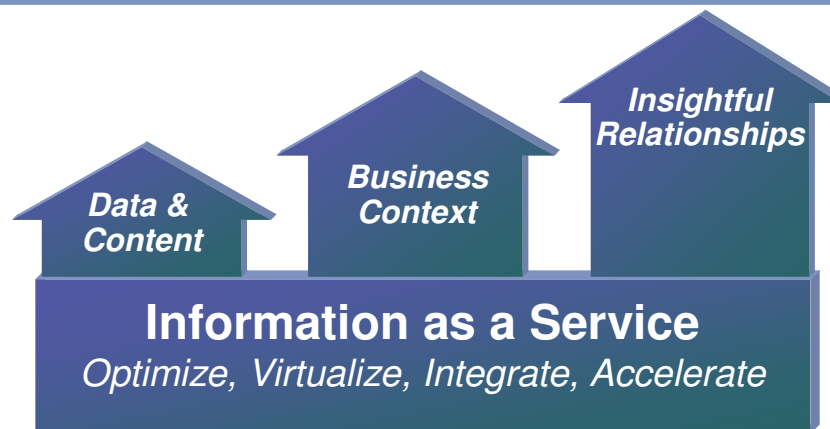 Data &
Content
Business
Context
Insightful
Relationships
Information as a Service
Optimize, Virtualize, Integrate, Accelerate